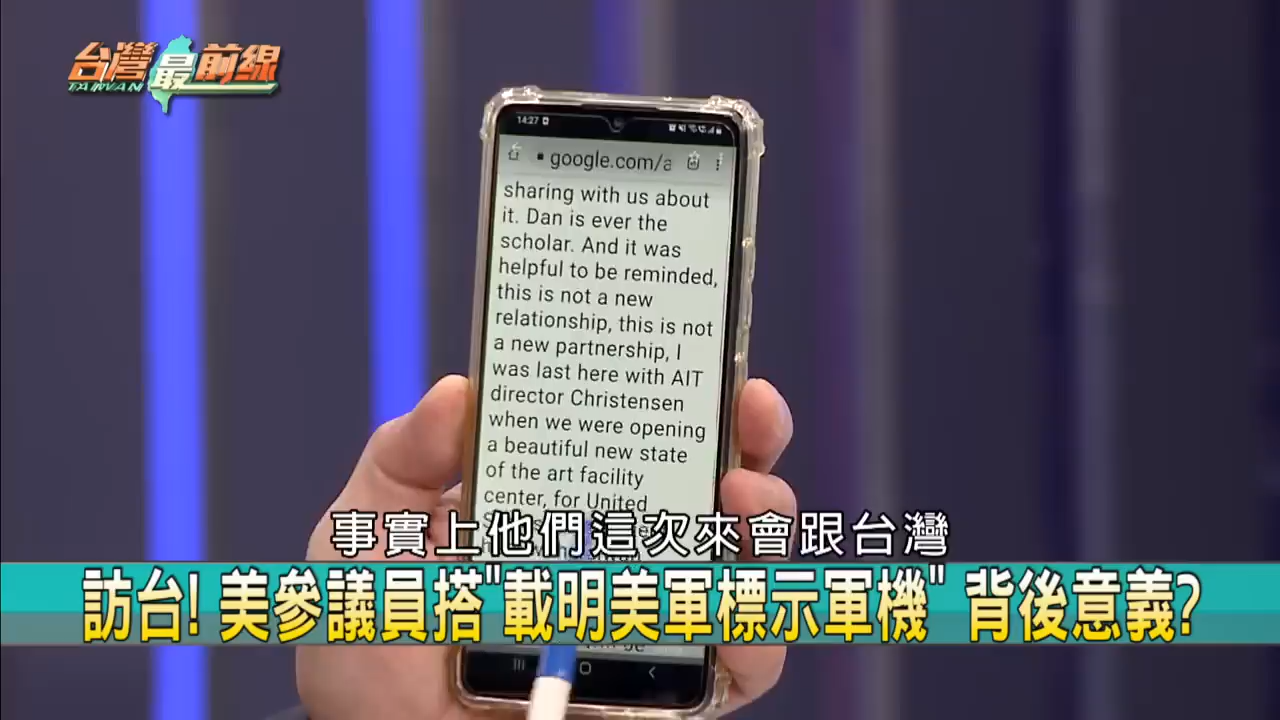 台灣最前線
TAIWAN
14:27
google.com/a
sharing with us about
it. Dan is ever the
scholar. And it was
helpful to be reminded,
this is not a new
relationship, this is not
a new partnership, I
was last here with AIT
director Christensen
when we were opening
a beautiful new state
of the art facility
center, for United
事實上他們這次來會跟台灣
訪台! 美參議員搭"載明美軍標示軍機" 背後意義?